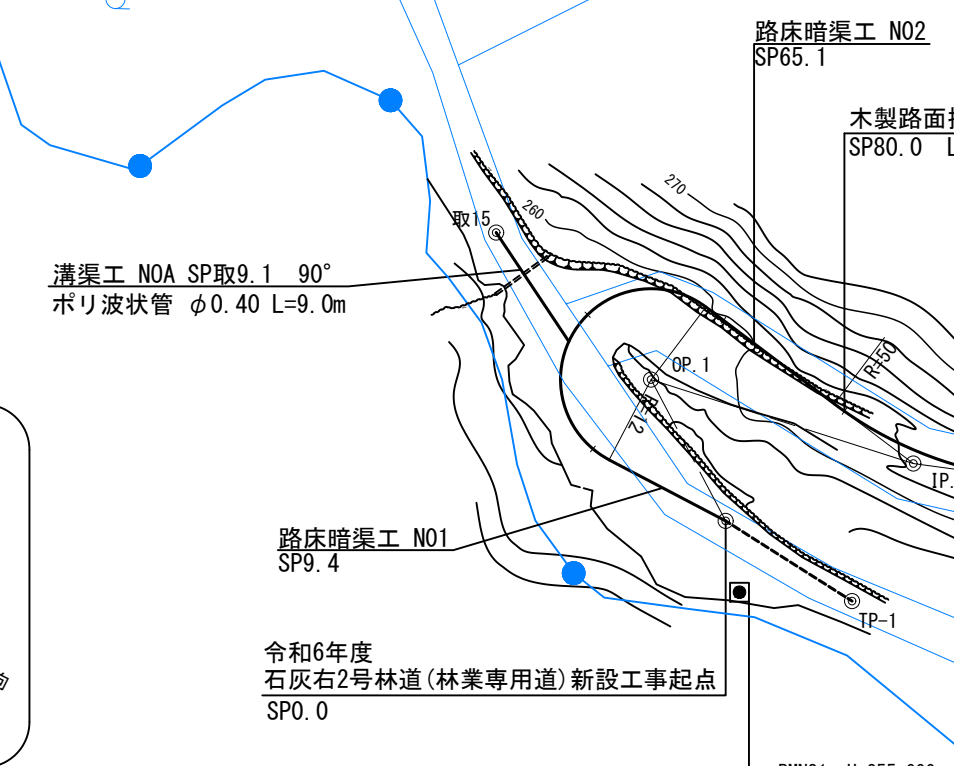 路床暗渠工 NO2
SP65.1
木製路面
SP80.0 L
270
260
取15
溝渠工 NOA SP取9.1 90°
ポリ波状管 φ0.40 L=9.0m
OP.1
R=50
R=12
IP.
路床暗渠工 NO1
SP9.4
TP-1
令和6年度
石灰右2号林道(林業専用道)新設工事起点
SP0.0